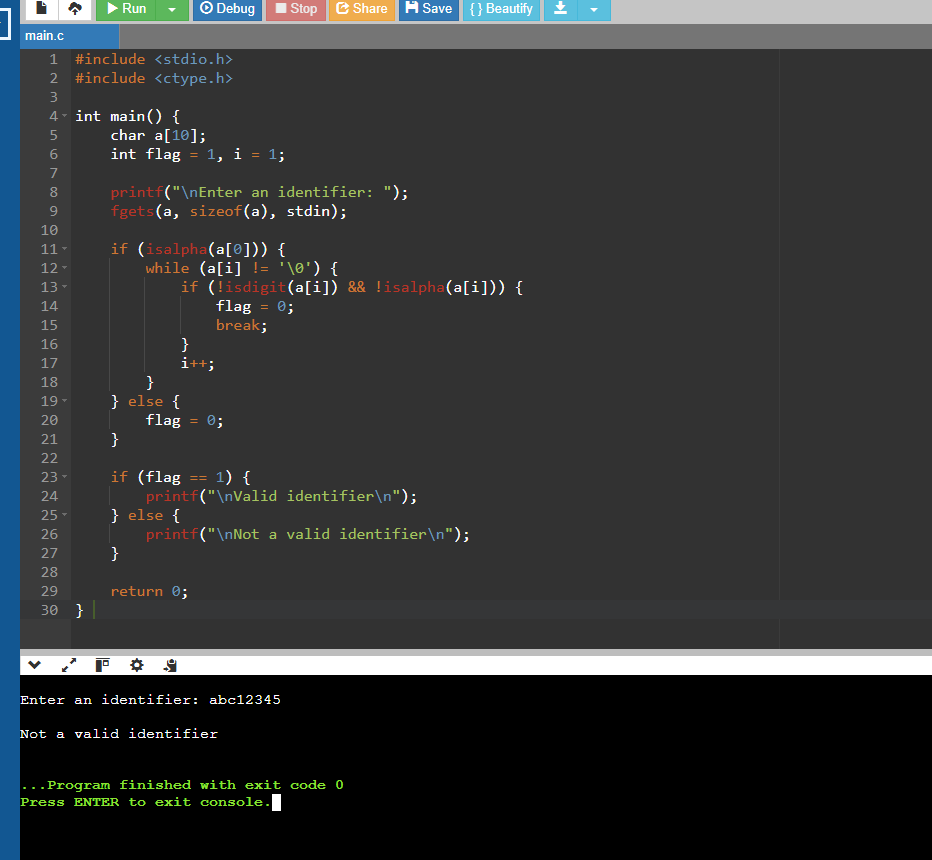 Run Debug Stop Share Save { } Beautify
main.c
1 #include <stdio.h>
2 #include <ctype.h>
3
4 int main() {
5     char a[10];
6     int flag = 1, i = 1;
7
8     printf("\nEnter an identifier: ");
9     fgets(a, sizeof(a), stdin);
10
11     if (isalpha(a[0])) {
12         while (a[i] != '\0') {
13             if (!isdigit(a[i]) && !isalpha(a[i])) {
14                 flag = 0;
15                 break;
16             }
17             i++;
18         }
19     } else {
20         flag = 0;
21     }
22
23     if (flag == 1) {
24         printf("\nValid identifier\n");
25     } else {
26         printf("\nNot a valid identifier\n");
27     }
28
29     return 0;
30 }
Enter an identifier: abc12345
Not a valid identifier
...Program finished with exit code 0
Press ENTER to exit console.